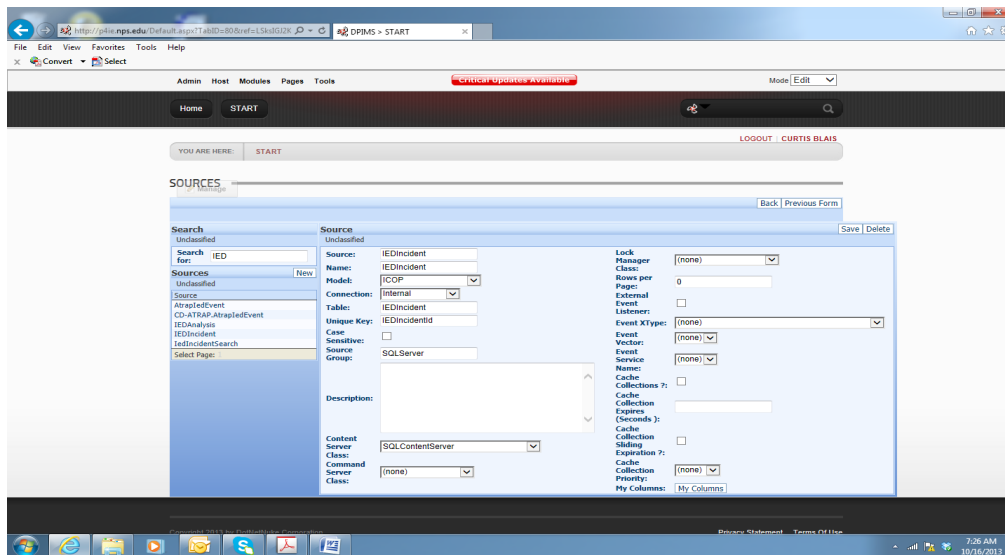 http://p4ie.nps.edu/Default.aspx?TabID=80&ref=LSksIGJ2K
DPIMS > START
File Edit View Favorites Tools Help
Convert Select
Admin Host Modules Pages Tools
Critical Updates Available
Mode Edit
Home START
LOGOUT CURTIS BLAIS
YOU ARE HERE: START
SOURCES
Manage
Back Previous Form
Search
Unclassified
Search for: IED
Sources New
Unclassified
Source
AtrapIedEvent
CD-ATRAP.AtrapIedEvent
IEDAnalysis
IEDIncident
IedIncidentSearch
Select Page:
Source Save Delete
Unclassified
Source: IEDIncident
Name: IEDIncident
Model: ICOP
Connection: Internal
Table: IEDIncident
Unique Key: IEDIncidentId
Case
Sensitive:
Source
Group: SQLServer
Description:
Content
Server
Class: SQLContentServer
Command
Server
Class: (none)
Lock
Manager
Class: (none)
Rows per
Page: 0
External
Event
Listener:
Event XType: (none)
Event
Vector: (none)
Event
Service
Name: (none)
Cache
Collections ?:
Cache
Collection
Expires
(Seconds ):
Cache
Collection
Sliding
Expiration ?:
Cache
Collection
Priority: (none)
My Columns: My Columns
Copyright 2013 by DotNetNuke Corporation
Privacy Statement Terms Of Use
7:26 AM
10/16/2013